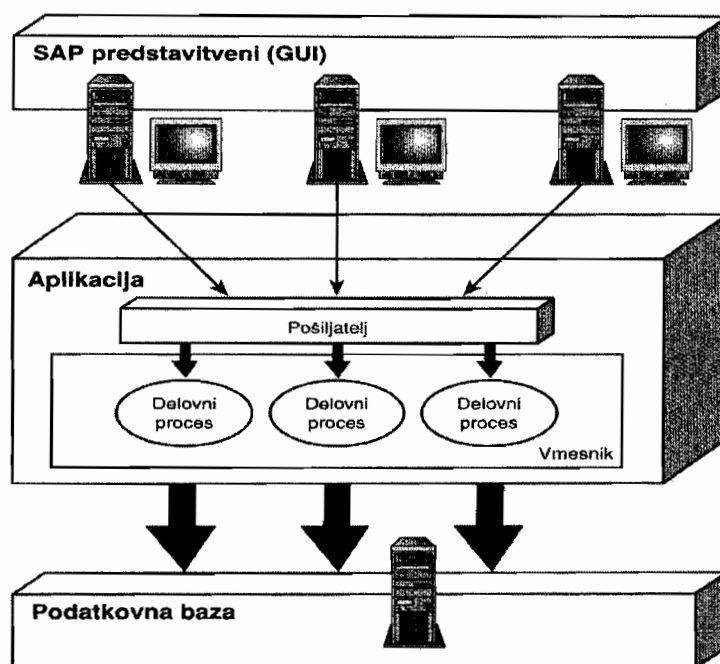 SAP predstavitveni (GUI)
Aplikacija
Pošiljatelj
Delovni
proces
Delovni
proces
Delovni
proces
Vmesnik
Podatkovna baza